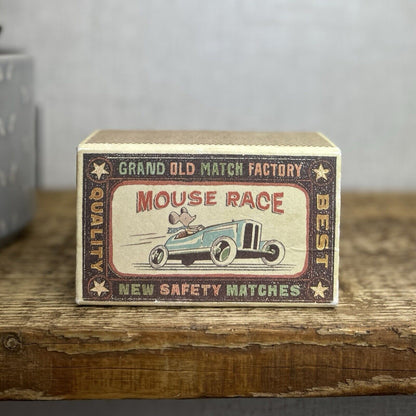 GRAND OLD MATCH FACTORY
MOUSE RACE
QUALITY
BEST
NEW SAFETY MATCHES